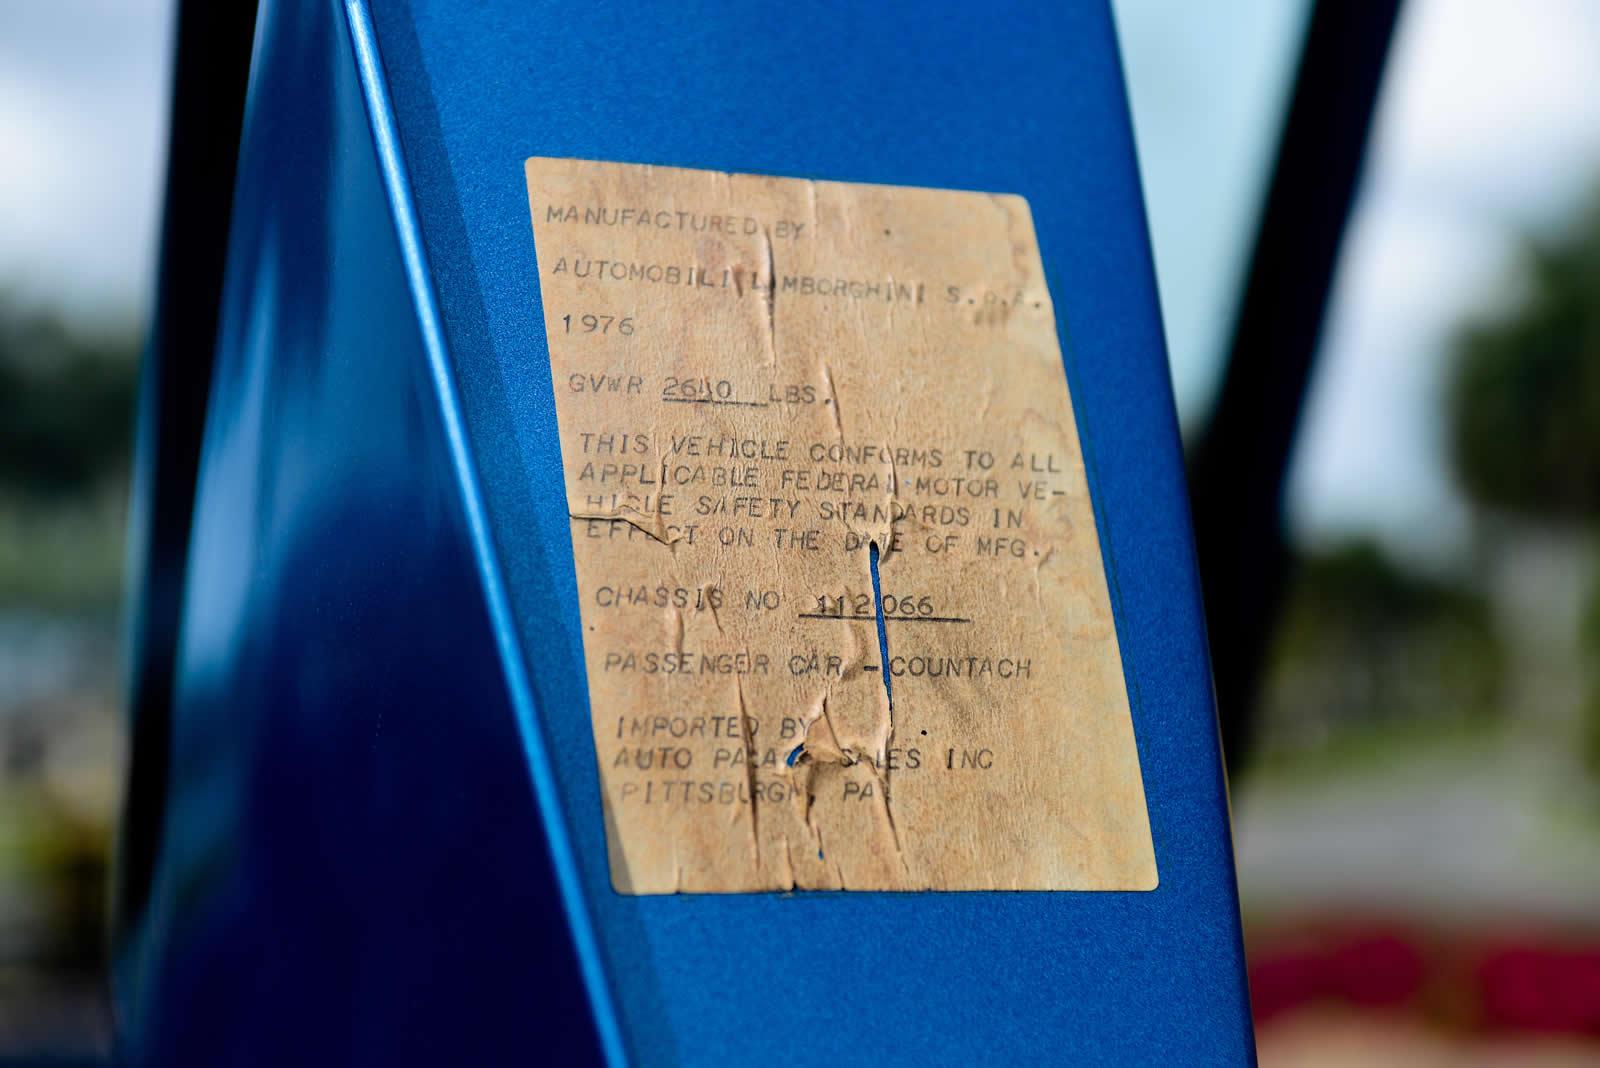 MANUFACTURED BY
AUTOMOBILI LAMBORGHINI S.p.A.
1976
GVWR 2640 LBS.
THIS VEHICLE CONFORMS TO ALL
APPLICABLE FEDERAL MOTOR VE-
HICLE SAFETY STANDARDS IN
EFFECT ON THE DATE OF MFG.
CHASSIS NO 112066
PASSENGER CAR - COUNTACH
IMPORTED BY
AUTO PALACE SALES INC
PITTSBURGH, PA.